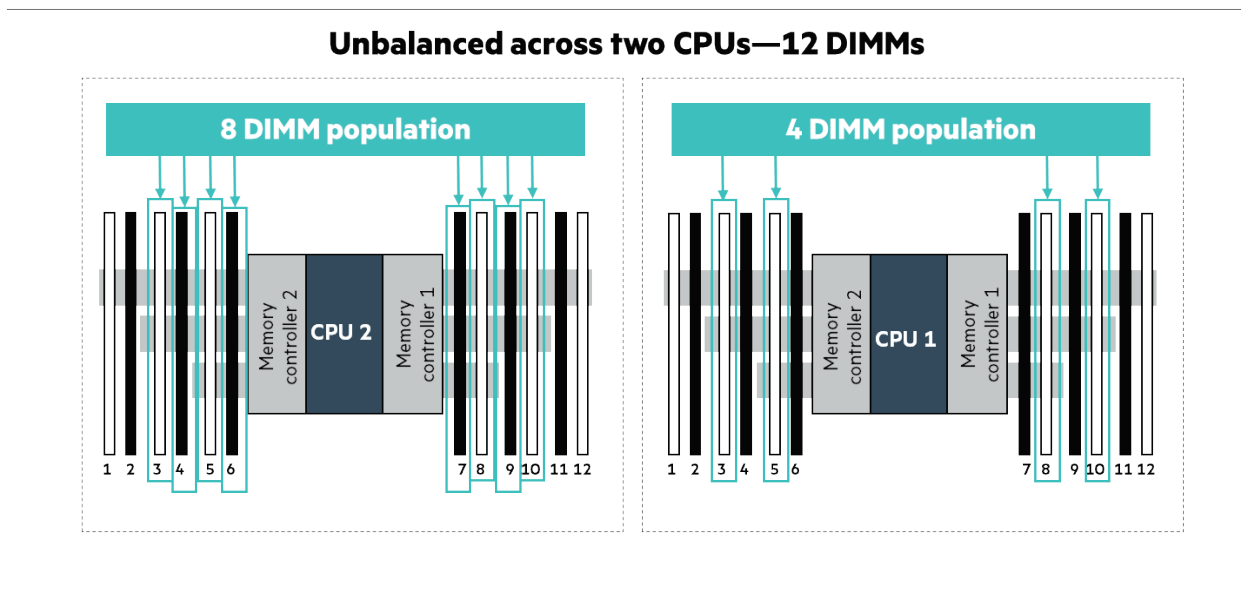 Unbalanced across two CPUs—12 DIMMs
8 DIMM population
Memory
controller 2
CPU 2
Memory
controller 1
1 2 3 4 5 6 7 8 9 10 11 12
4 DIMM population
Memory
controller 2
CPU 1
Memory
controller 1
1 2 3 4 5 6 7 8 9 10 11 12